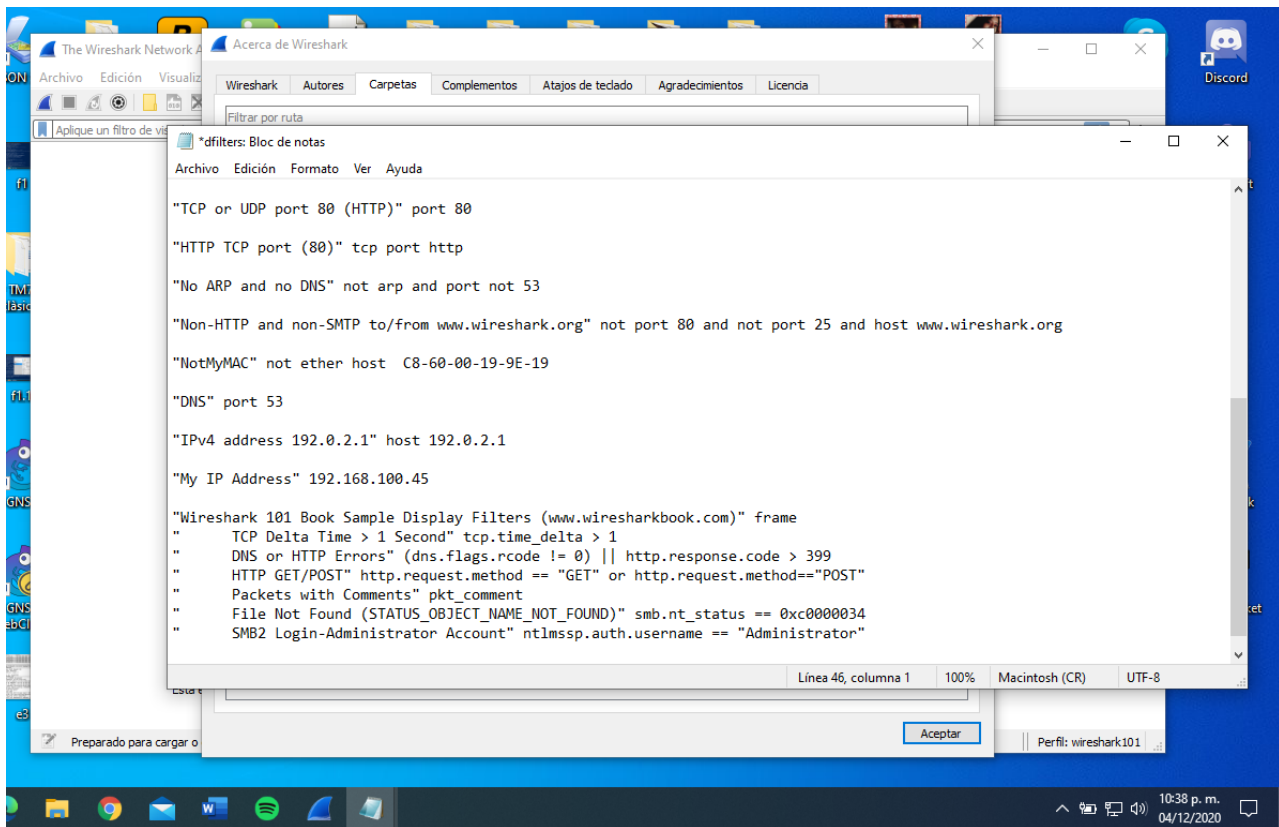 The Wireshark Network A
Acerca de Wireshark
Archivo Edición Visualiz
Wireshark Autores Carpetas Complementos Atajos de teclado Agradecimientos Licencia
Filtrar por ruta
Aplique un filtro de vis
Discord
*dfilters: Bloc de notas
Archivo Edición Formato Ver Ayuda
"TCP or UDP port 80 (HTTP)" port 80
"HTTP TCP port (80)" tcp port http
"No ARP and no DNS" not arp and port not 53
"Non-HTTP and non-SMTP to/from www.wireshark.org" not port 80 and not port 25 and host www.wireshark.org
"NotMyMAC" not ether host  C8-60-00-19-9E-19
"DNS" port 53
"IPv4 address 192.0.2.1" host 192.0.2.1
"My IP Address" 192.168.100.45
"Wireshark 101 Book Sample Display Filters (www.wiresharkbook.com)" frame
"      TCP Delta Time > 1 Second" tcp.time_delta > 1
"      DNS or HTTP Errors" (dns.flags.rcode != 0) || http.response.code > 399
"      HTTP GET/POST" http.request.method == "GET" or http.request.method=="POST"
"      Packets with Comments" pkt_comment
"      File Not Found (STATUS_OBJECT_NAME_NOT_FOUND)" smb.nt_status == 0xc0000034
"      SMB2 Login-Administrator Account" ntlmssp.auth.username == "Administrator"
Línea 46, columna 1 100% Macintosh (CR) UTF-8
Aceptar
Preparado para cargar o
Perfil: wireshark101
f1
GNS
GNS
e3
10:38 p. m.
04/12/2020